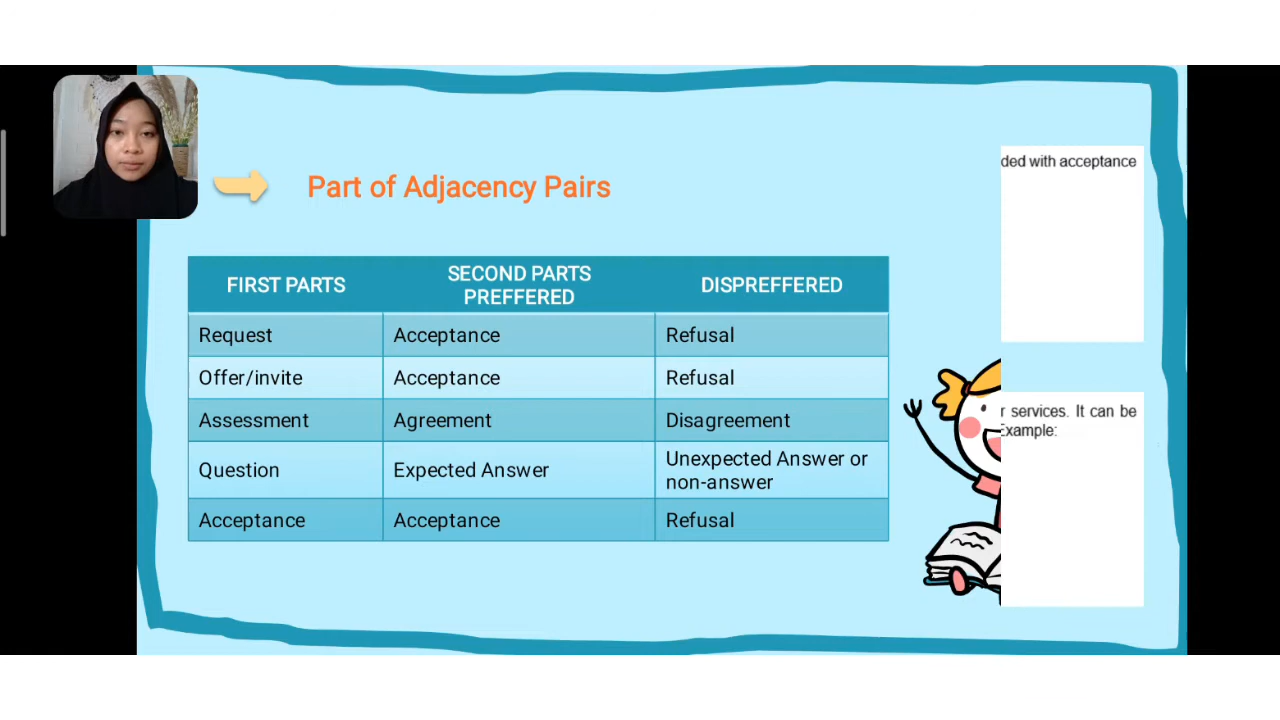 ded with acceptance
Part of Adjacency Pairs
FIRST PARTS
SECOND PARTS
PREFFERED
DISPREFFERED
Request
Acceptance
Refusal
Offer/invite
Acceptance
Refusal
Assessment
Agreement
Disagreement
Question
Expected Answer
Unexpected Answer or
non-answer
Acceptance
Acceptance
Refusal
r services. It can be
Example: